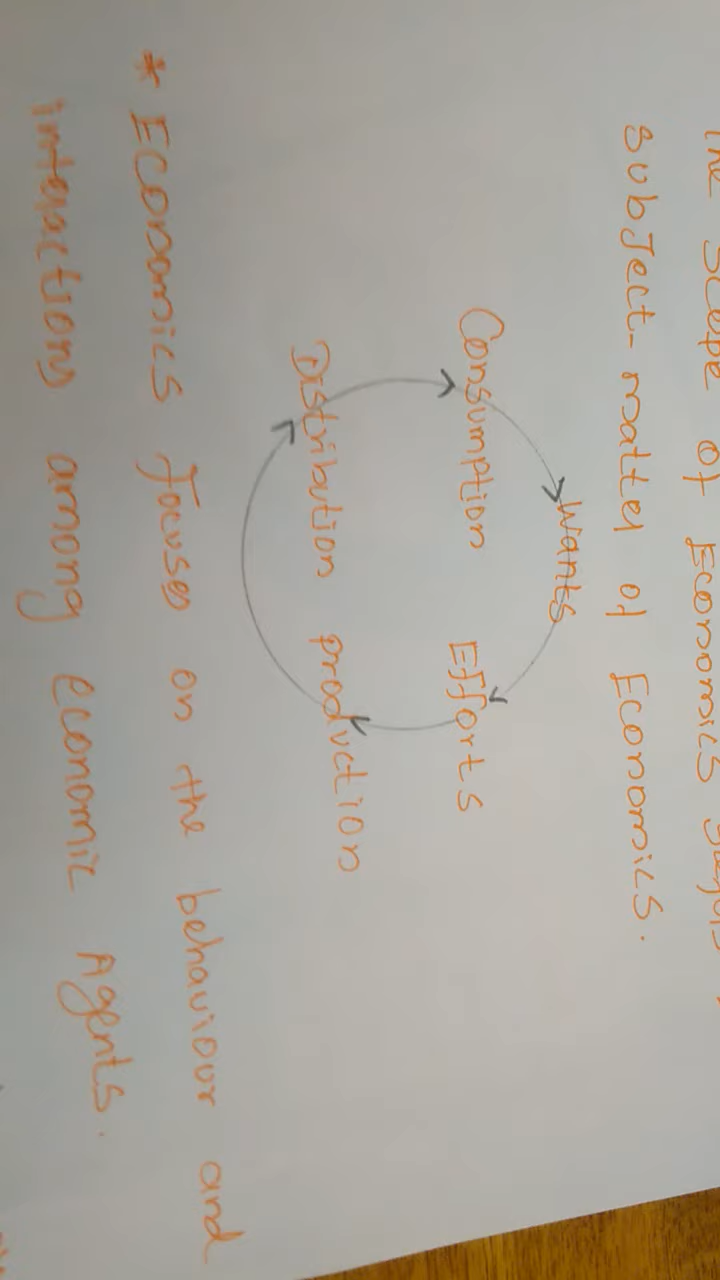 The scope of Economics
subject-matter of Economics.
Wants
Consumption Efforts
Distribution production
* Economics focuses on the behaviour and
interactions among economic Agents.